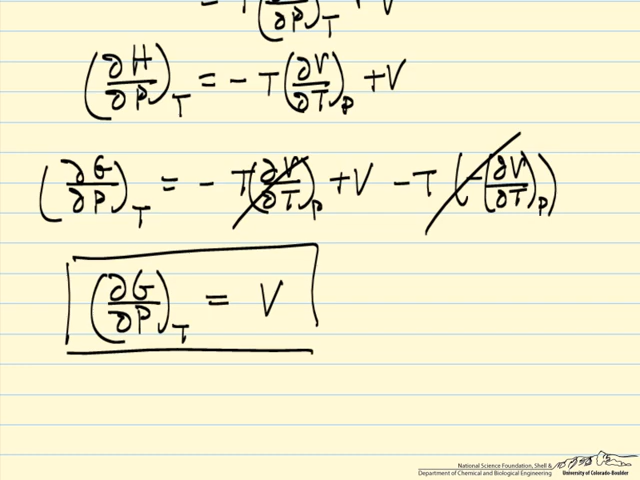 = T(∂S/∂P)_T + V
(∂H/∂P)_T = − T(∂V/∂T)_P + V
(∂G/∂P)_T = − T(∂V/∂T)_P + V − T(−(∂V/∂T)_P)
(∂G/∂P)_T = V
National Science Foundation, Shell &
Department of Chemical and Biological Engineering
University of Colorado-Boulder